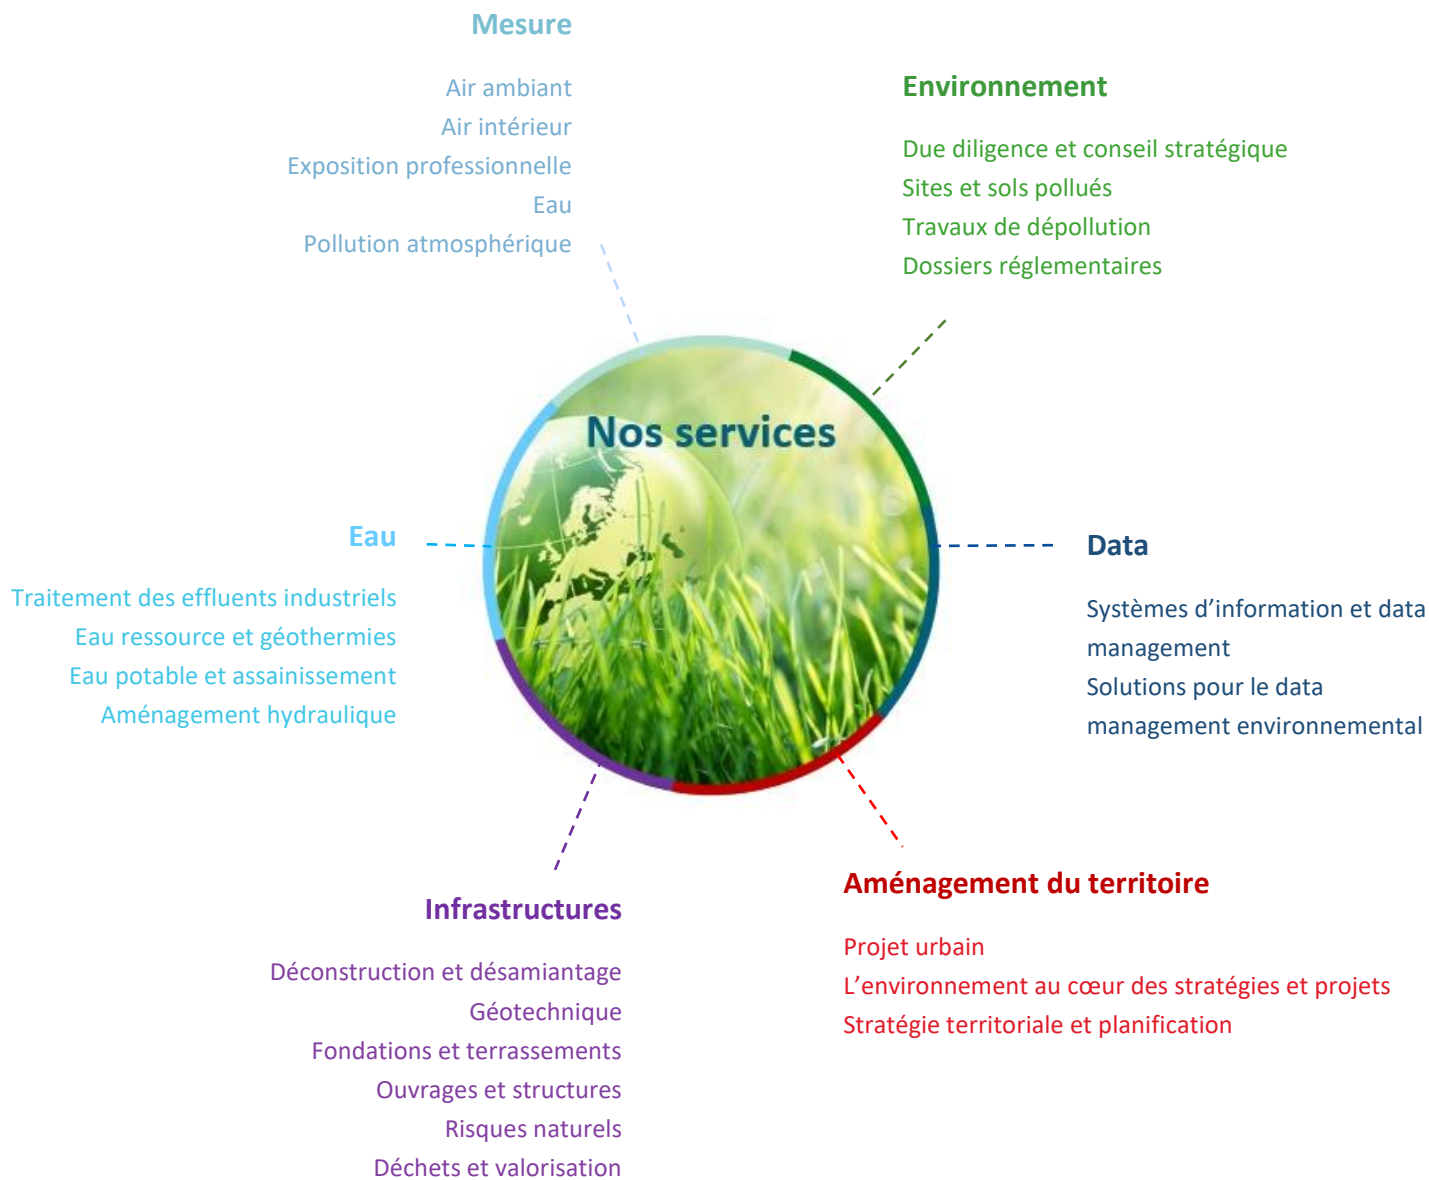 Mesure
Air ambiant
Air intérieur
Exposition professionnelle
Eau
Pollution atmosphérique
Environnement
Due diligence et conseil stratégique
Sites et sols pollués
Travaux de dépollution
Dossiers réglementaires
Nos services
Eau
Traitement des effluents industriels
Eau ressource et géothermies
Eau potable et assainissement
Aménagement hydraulique
Data
Systèmes d’information et data
management
Solutions pour le data
management environnemental
Infrastructures
Déconstruction et désamiantage
Géotechnique
Fondations et terrassements
Ouvrages et structures
Risques naturels
Déchets et valorisation
Aménagement du territoire
Projet urbain
L’environnement au cœur des stratégies et projets
Stratégie territoriale et planification